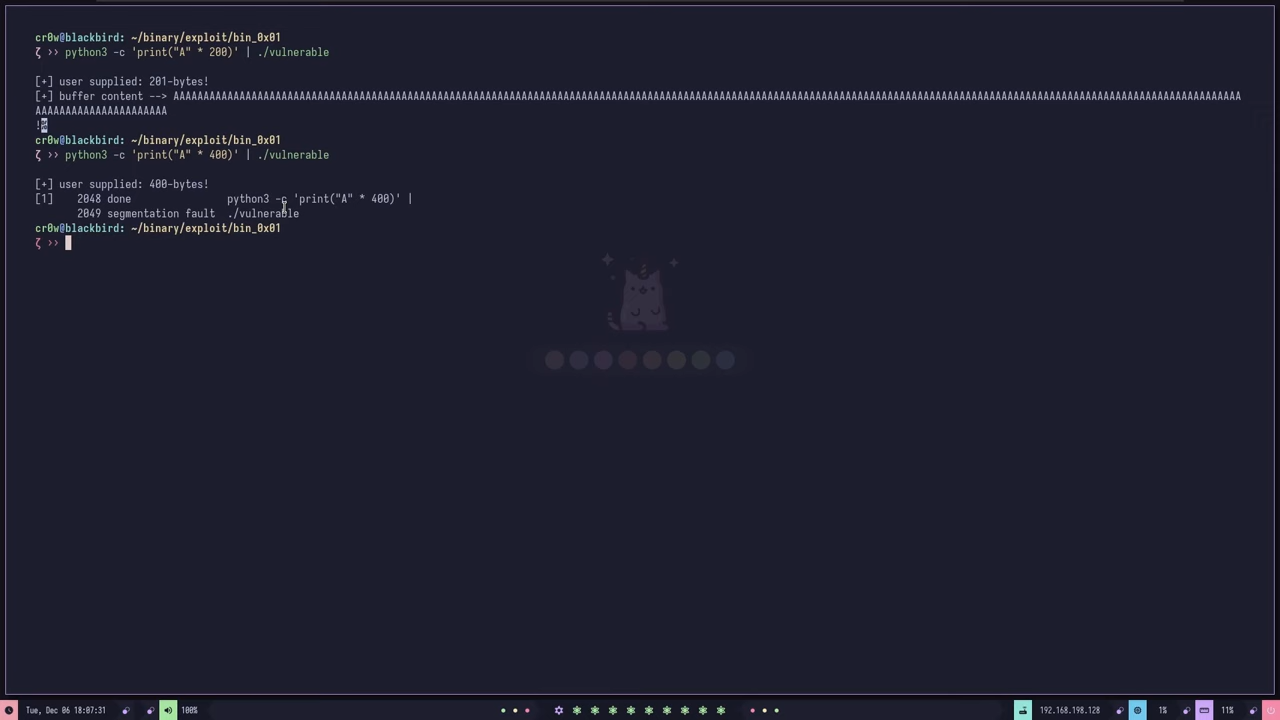 cr0w@blackbird: ~/binary/exploit/bin_0x01
ζ ›› python3 -c 'print("A" * 200)' | ./vulnerable
[+] user supplied: 201-bytes!
[+] buffer content --> AAAAAAAAAAAAAAAAAAAAAAAAAAAAAAAAAAAAAAAAAAAAAAAAAAAAAAAAAAAAAAAAAAAAAAAAAAAAAAAAAAAAAAAAAAAAAAAAAAAAAAAAAAAAAAAAAAAAAAAAAAAAAAAAAAAAAAAAAAAAAAAAAAAAAAAAAAAAAAAAAAAAAAAAAAAAAA
AAAAAAAAAAAAAAAAAAAAAA
!%
cr0w@blackbird: ~/binary/exploit/bin_0x01
ζ ›› python3 -c 'print("A" * 400)' | ./vulnerable
[+] user supplied: 400-bytes!
[1]    2048 done                python3 -c 'print("A" * 400)' |
       2049 segmentation fault  ./vulnerable
cr0w@blackbird: ~/binary/exploit/bin_0x01
ζ ››
Tue, Dec 06 18:07:31 100% 192.168.198.128 1% 11%